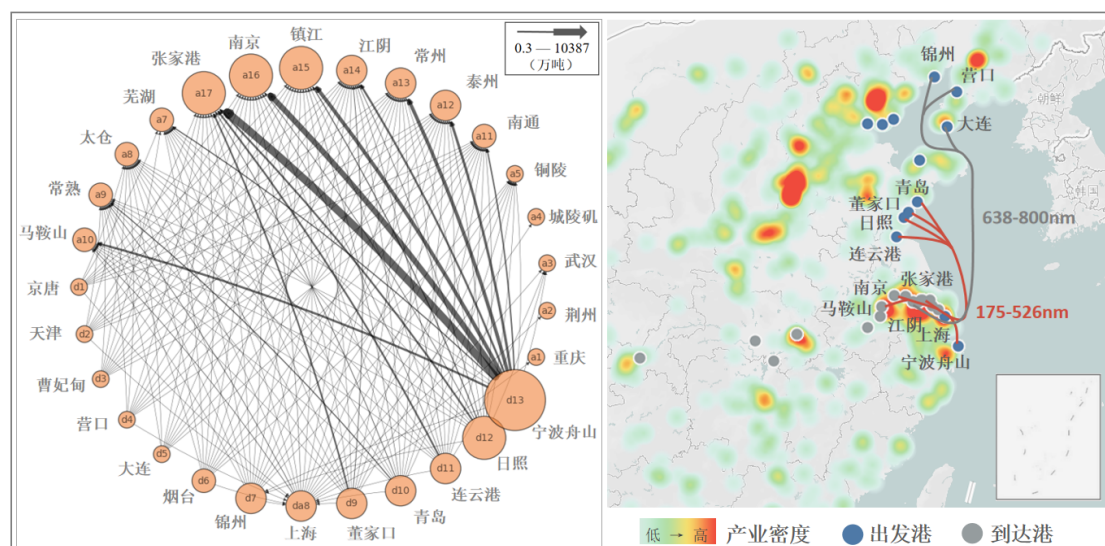 0.3 — 10387
（万吨）
镇江
南京
江阴
张家港
常州
泰州
芜湖
南通
太仓
铜陵
常熟
城陵矶
马鞍山
武汉
京唐
荆州
天津
重庆
曹妃甸
宁波舟山
营口
日照
大连
连云港
烟台
青岛
锦州
上海
董家口
a15
a16
a14
a17
a13
a12
a7
a11
a8
a5
a9
a4
a10
a3
d1
a2
d2
a1
d3
d13
d4
d12
d5
d11
d6
d10
d7
da8
d9
锦州
营口
朝鲜
大连
青岛
韩国
董家口
638-800nm
日照
连云港
南京
张家港
马鞍山
175-526nm
江阴
上海
宁波舟山
低 → 高
产业密度
出发港
到达港